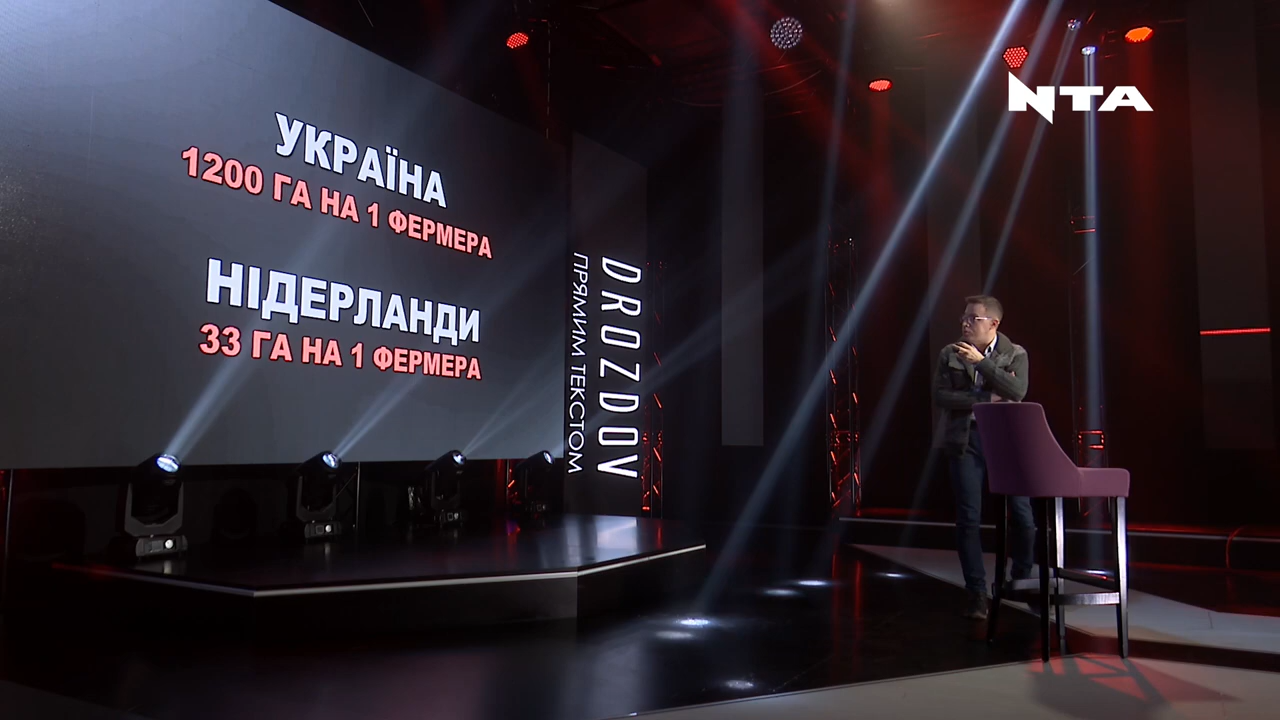 УКРАЇНА
1200 ГА НА 1 ФЕРМЕРА
НІДЕРЛАНДИ
33 ГА НА 1 ФЕРМЕРА
DROZDOV
ПРЯМИМ ТЕКСТОМ
NTA